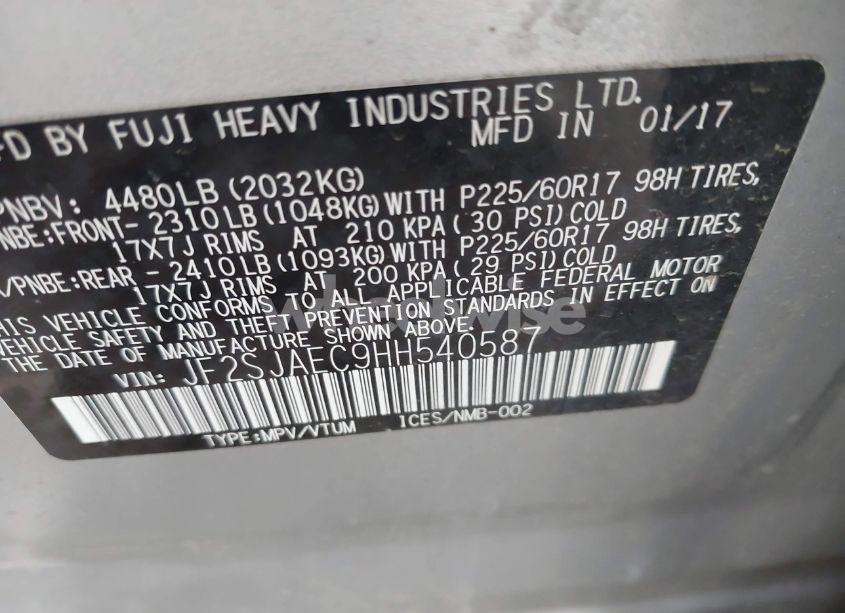 FD BY FUJI HEAVY INDUSTRIES LTD.
MFD IN 01/17
PNBV: 4480LB (2032KG)
NBE:FRONT- 2310LB (1048KG) WITH P225/60R17 98H TIRES,
17X7J RIMS AT 210 KPA( 30 PSI) COLD
/PNBE:REAR - 2410LB (1093KG) WITH P225/60R17 98H TIRES,
17X7J RIMS AT 200 KPA( 29 PSI) COLD
HIS VEHICLE CONFORMS TO ALL APPLICABLE FEDERAL MOTOR
VEHICLE SAFETY AND THEFT PREVENTION STANDARDS IN EFFECT ON
THE DATE OF MANUFACTURE SHOWN ABOVE.
VIN: JF2SJAEC9HH540587
TYPE:MPV/VTUM ICES/NMB-002